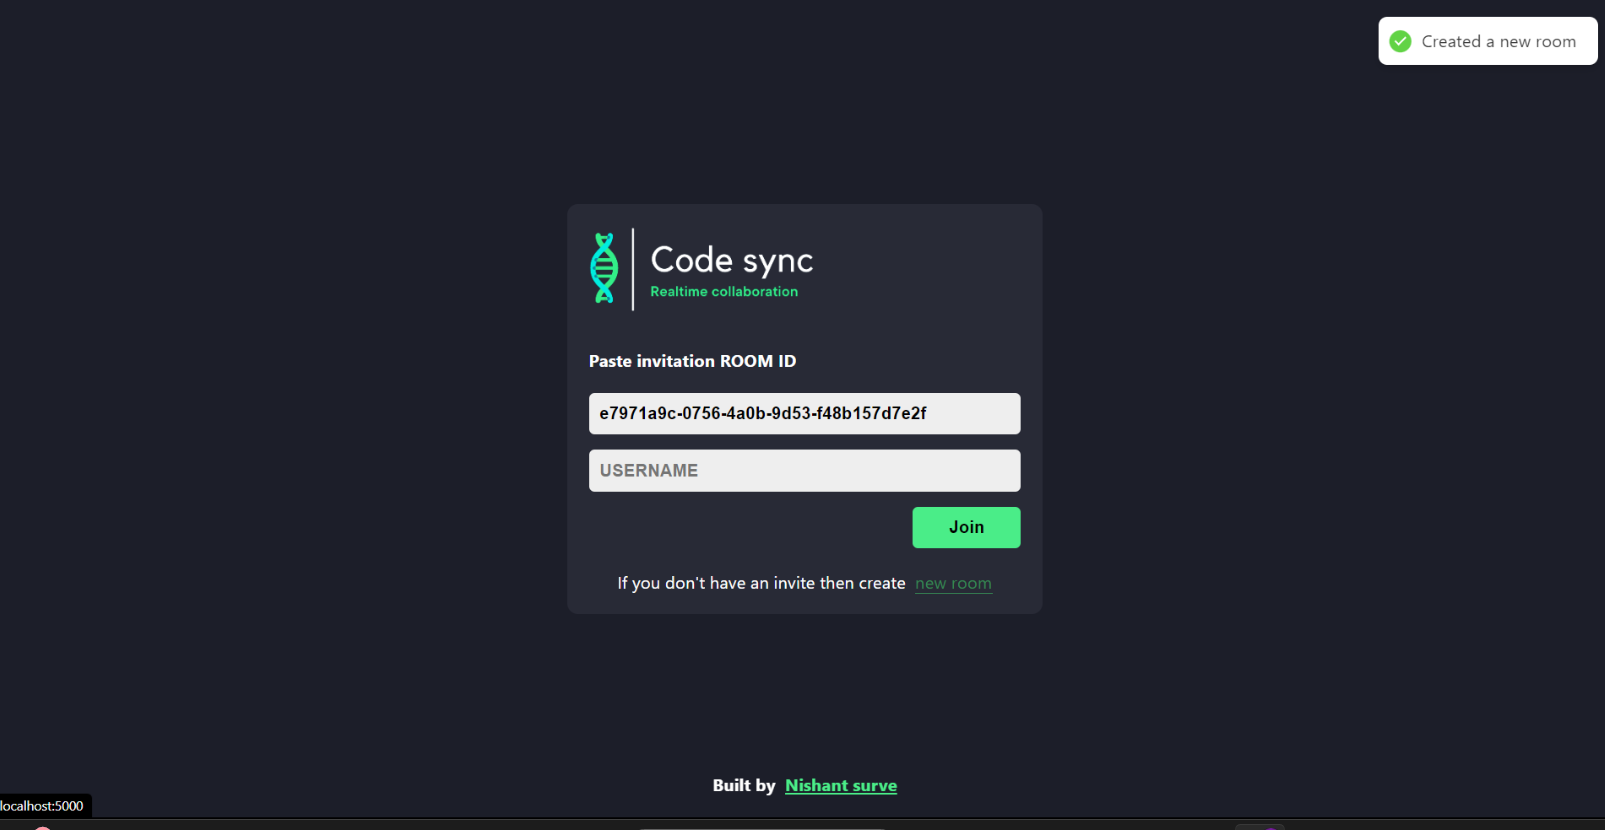 Created a new room
Code sync
Realtime collaboration
Paste invitation ROOM ID
e7971a9c-0756-4a0b-9d53-f48b157d7e2f
USERNAME
Join
If you don't have an invite then create new room
Built by Nishant surve
localhost:5000